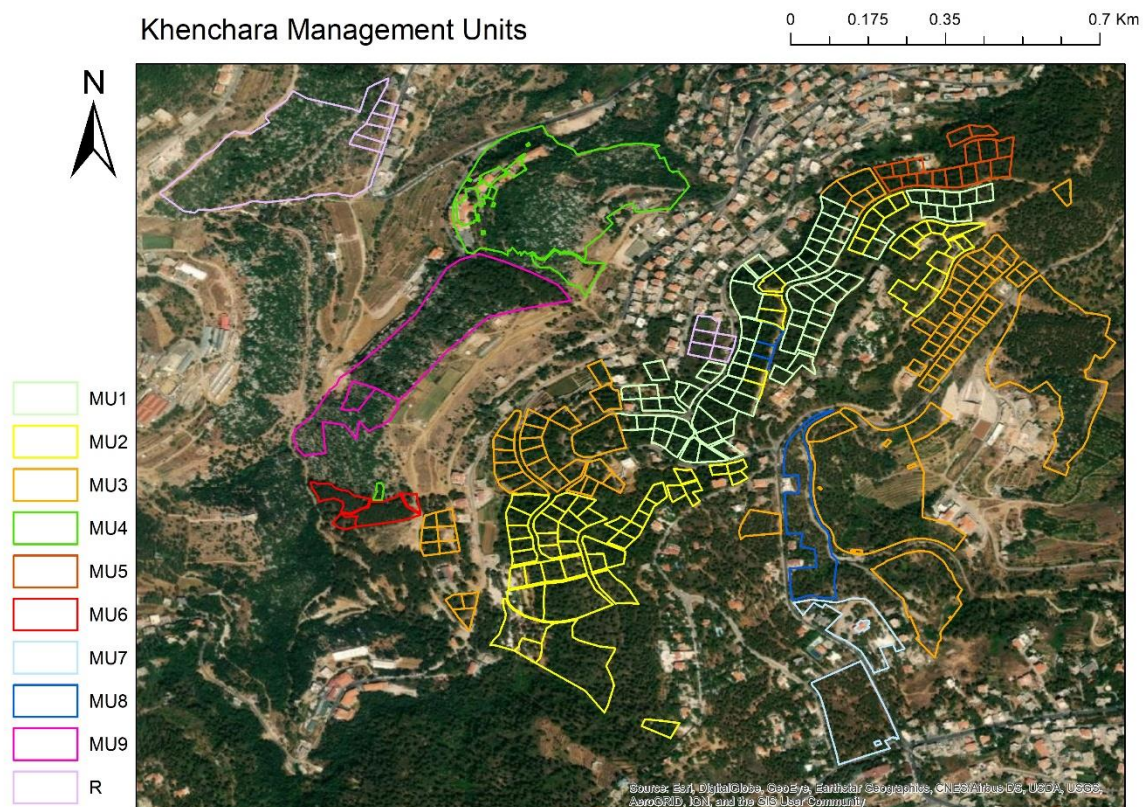 Khenchara Management Units
0 0.175 0.35 0.7 Km
N
MU1
MU2
MU3
MU4
MU5
MU6
MU7
MU8
MU9
R
Source: Esri, DigitalGlobe, GeoEye, Earthstar Geographics, CNES/Airbus DS, USDA, USGS,
AeroGRID, IGN, and the GIS User Community